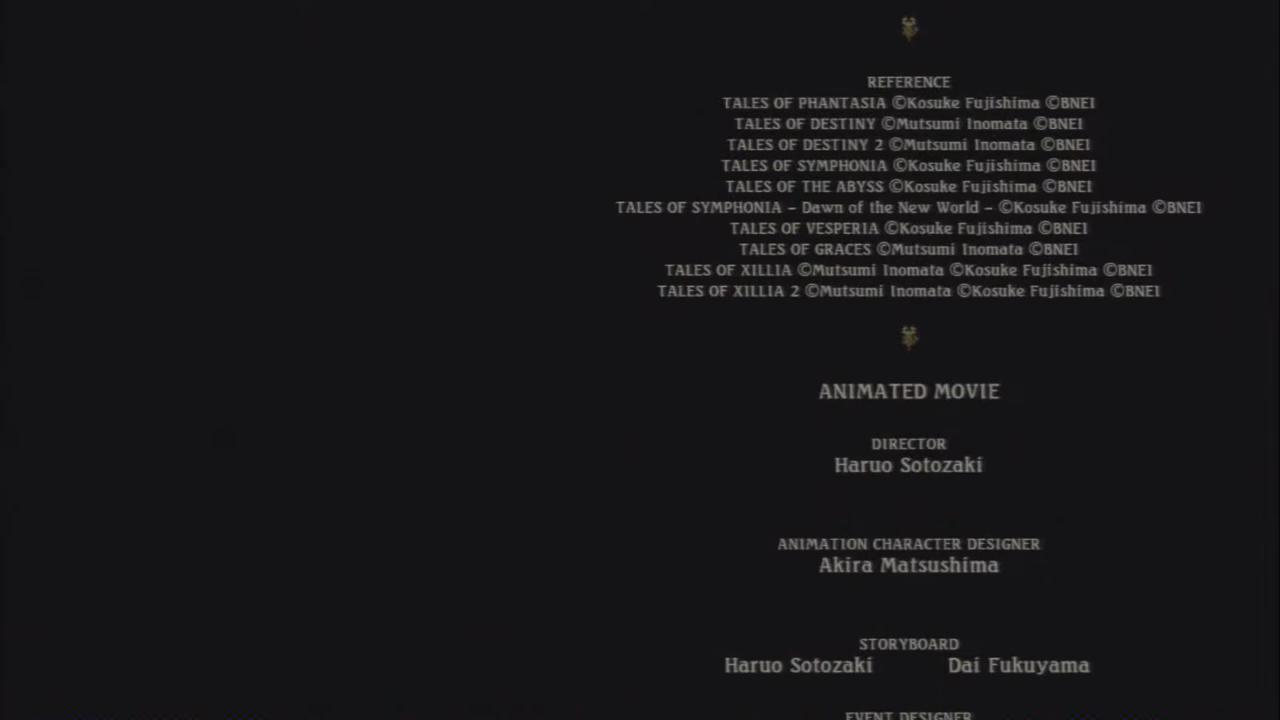 REFERENCE
TALES OF PHANTASIA ©Kosuke Fujishima ©BNEI
TALES OF DESTINY ©Mutsumi Inomata ©BNEI
TALES OF DESTINY 2 ©Mutsumi Inomata ©BNEI
TALES OF SYMPHONIA ©Kosuke Fujishima ©BNEI
TALES OF THE ABYSS ©Kosuke Fujishima ©BNEI
TALES OF SYMPHONIA – Dawn of the New World – ©Kosuke Fujishima ©BNEI
TALES OF VESPERIA ©Kosuke Fujishima ©BNEI
TALES OF GRACES ©Mutsumi Inomata ©BNEI
TALES OF XILLIA ©Mutsumi Inomata ©Kosuke Fujishima ©BNEI
TALES OF XILLIA 2 ©Mutsumi Inomata ©Kosuke Fujishima ©BNEI
ANIMATED MOVIE
DIRECTOR
Haruo Sotozaki
ANIMATION CHARACTER DESIGNER
Akira Matsushima
STORYBOARD
Haruo Sotozaki Dai Fukuyama
EVENT DESIGNER